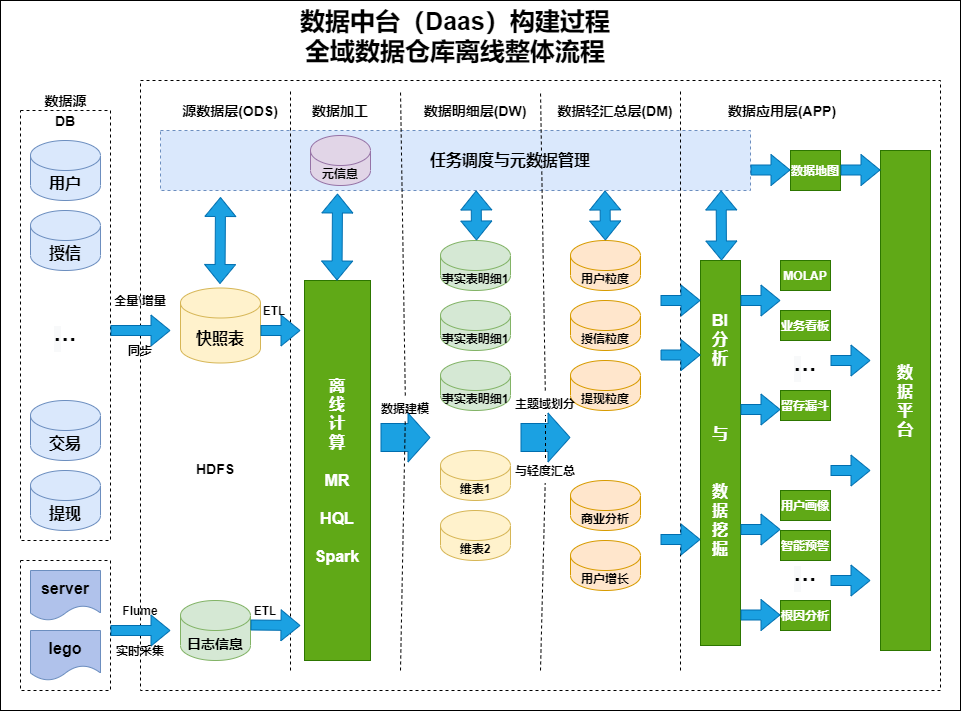 数据中台（Daas）构建过程
全域数据仓库离线整体流程
数据源
DB
用户
授信
...
交易
提现
server
lego
全量 增量
同步
Flume
实时采集
源数据层(ODS)
数据加工
数据明细层(DW)
数据轻汇总层(DM)
数据应用层(APP)
元信息
任务调度与元数据管理
快照表
ETL
HDFS
日志信息
ETL
离线计算
MR
HQL
Spark
数据建模
事实表明细1
事实表明细1
事实表明细1
维表1
维表2
主题域划分
与轻度汇总
用户粒度
授信粒度
提现粒度
商业分析
用户增长
BI分析
与
数据挖掘
数据地图
MOLAP
业务看板
...
留存漏斗
用户画像
智能预警
...
根因分析
数据平台